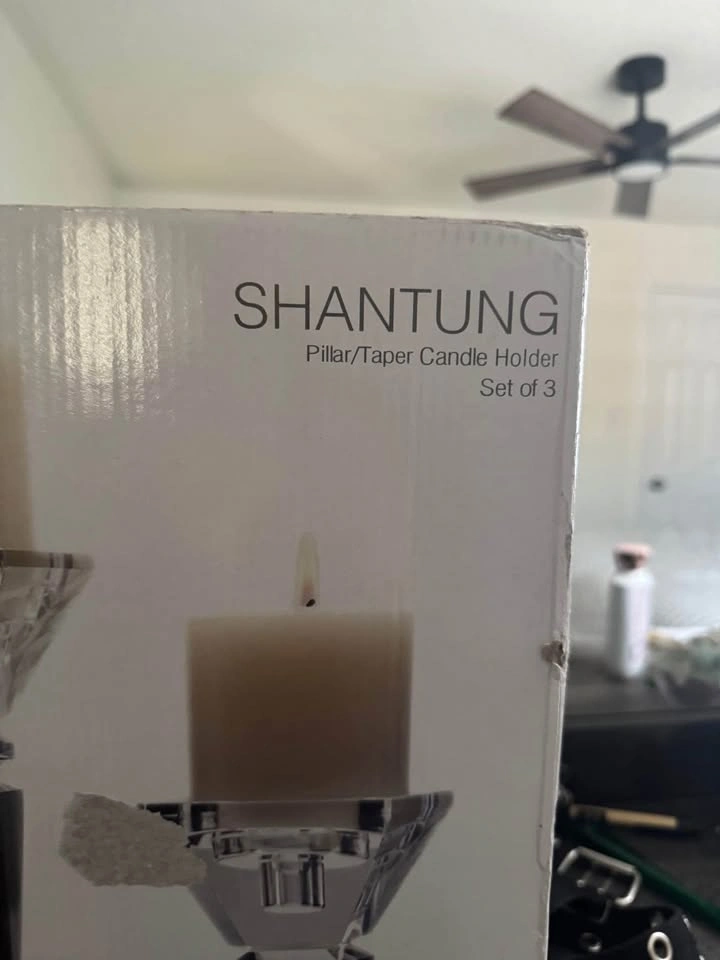 SHANTUNG
Pillar/Taper Candle Holder
Set of 3